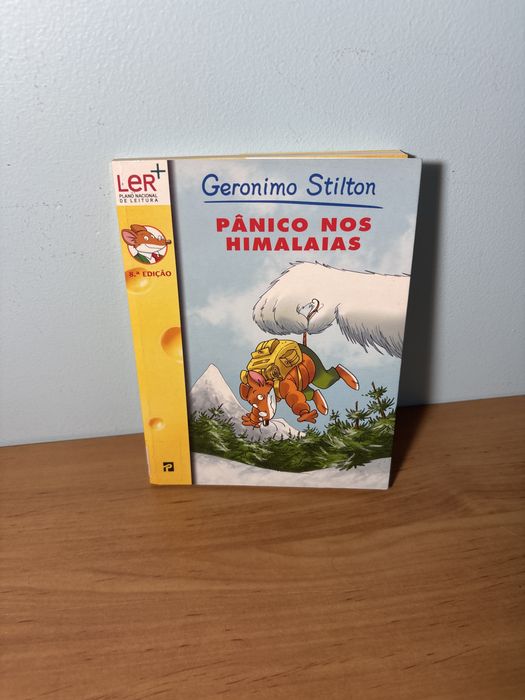 LER+
PLANO NACIONAL
DE LEITURA
8.ª EDIÇÃO
Geronimo Stilton
PÂNICO NOS
HIMALAIAS
P